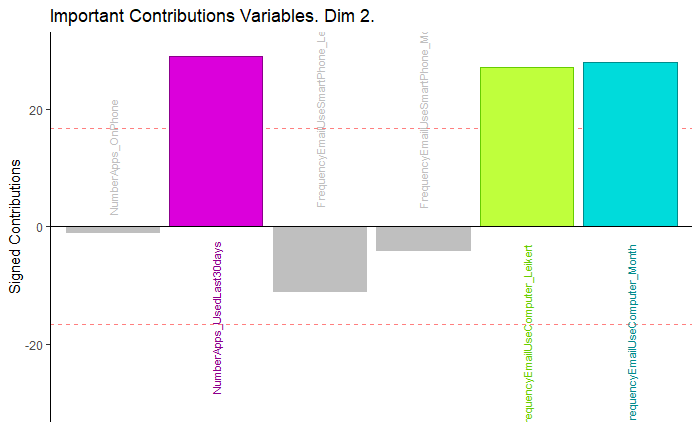 Important Contributions Variables. Dim 2.
Signed Contributions
20
0
-20
NumberApps_OnPhone
NumberApps_UsedLast30days
FrequencyEmailUseSmartPhone_Le
FrequencyEmailUseSmartPhone_Mo
requencyEmailUseComputer_Leikert
requencyEmailUseComputer_Month